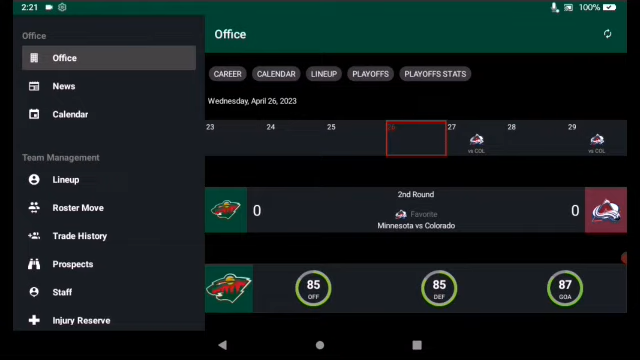 2:21
100%
Office
Office
News
Calendar
Team Management
Lineup
Roster Move
Trade History
Prospects
Staff
Injury Reserve
Office
CAREER
CALENDAR
LINEUP
PLAYOFFS
PLAYOFFS STATS
Wednesday, April 26, 2023
23
24
25
26
27
28
29
vs COL
vs COL
2nd Round
0
Favorite
0
Minnesota vs Colorado
85
OFF
85
DEF
87
GOA